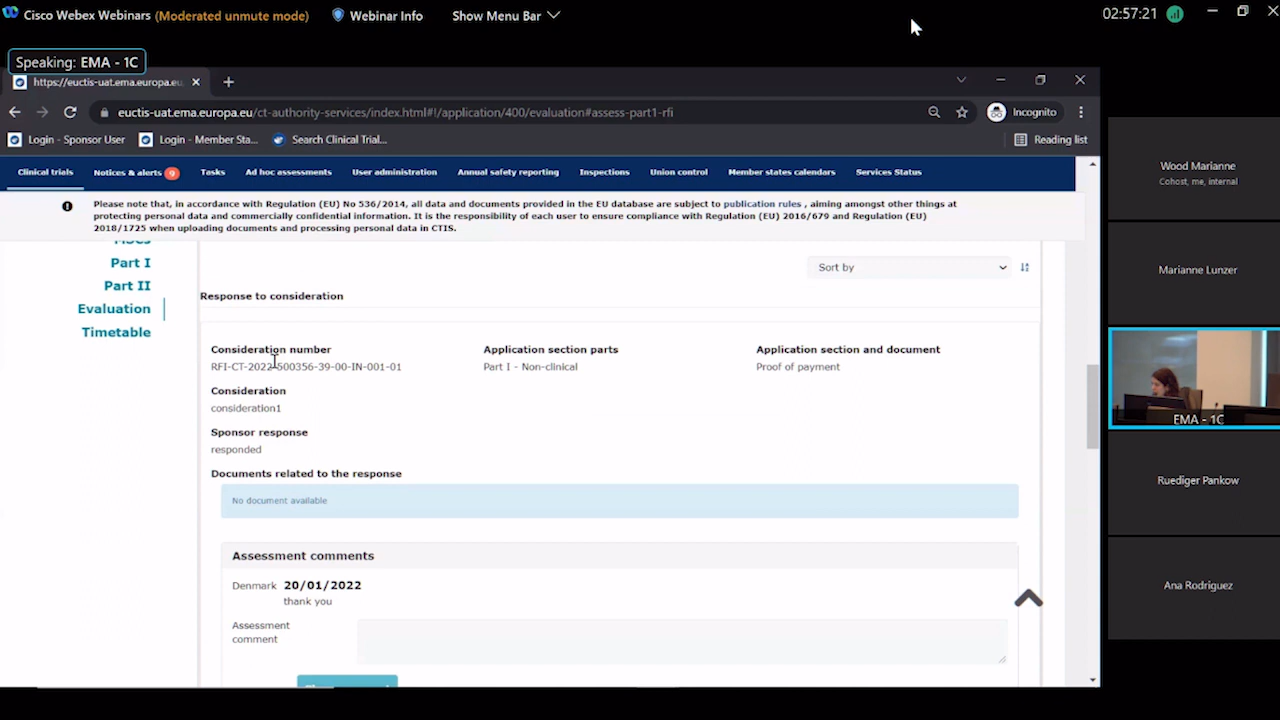 Cisco Webex Webinars (Moderated unmute mode) Webinar Info Show Menu Bar 02:57:21
Speaking: EMA - 1C
https://euctis-uat.ema.europa.eu
euctis-uat.ema.europa.eu/ct-authority-services/index.html#!/application/400/evaluation#assess-part1-rfi Incognito
Login - Sponsor User Login - Member Sta... Search Clinical Trial... Reading list
Clinical trials Notices & alerts 9 Tasks Ad hoc assessments User administration Annual safety reporting Inspections Union control Member states calendars Services Status
Please note that, in accordance with Regulation (EU) No 536/2014, all data and documents provided in the EU database are subject to publication rules , aiming amongst other things at
protecting personal data and commercially confidential information. It is the responsibility of each user to ensure compliance with Regulation (EU) 2016/679 and Regulation (EU)
2018/1725 when uploading documents and processing personal data in CTIS.
MSCs
Part I
Part II
Evaluation
Timetable
Sort by
Response to consideration
Consideration number Application section parts Application section and document
RFI-CT-2022-500356-39-00-IN-001-01 Part I - Non-clinical Proof of payment
Consideration
consideration1
Sponsor response
responded
Documents related to the response
No document available
Assessment comments
Denmark 20/01/2022
thank you
Assessment
comment
Wood Marianne
Cohost, me, internal
Marianne Lunzer
EMA - 1C
Ruediger Pankow
Ana Rodriguez